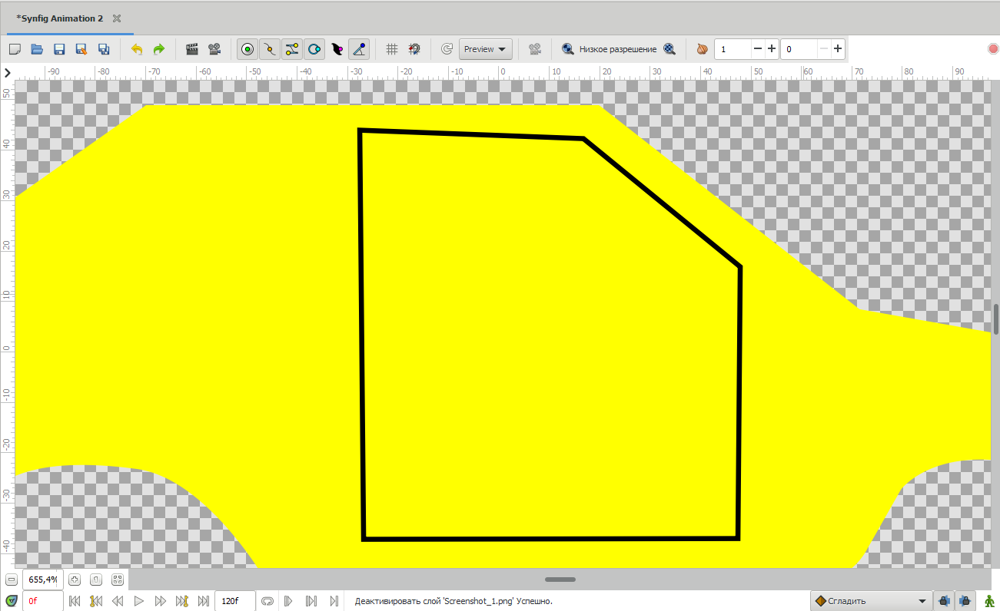 *Synfig Animation 2
Preview Низкое разрешение 1 0
-90 -80 -70 -60 -50 -40 -30 -20 -10 0 10 20 30 40 50 60 70 80 90
50
40
30
20
10
0
-10
-20
-30
-40
655,4%
0f 120f Деактивировать слой 'Screenshot_1.png' Успешно. Сгладить